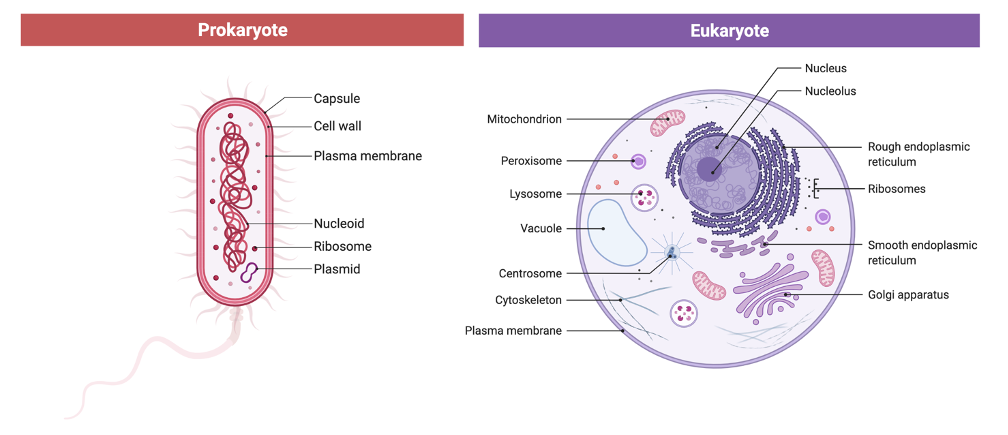 Prokaryote
Capsule
Cell wall
Plasma membrane
Nucleoid
Ribosome
Plasmid
Eukaryote
Nucleus
Nucleolus
Mitochondrion
Peroxisome
Lysosome
Vacuole
Centrosome
Cytoskeleton
Plasma membrane
Rough endoplasmic
reticulum
Ribosomes
Smooth endoplasmic
reticulum
Golgi apparatus